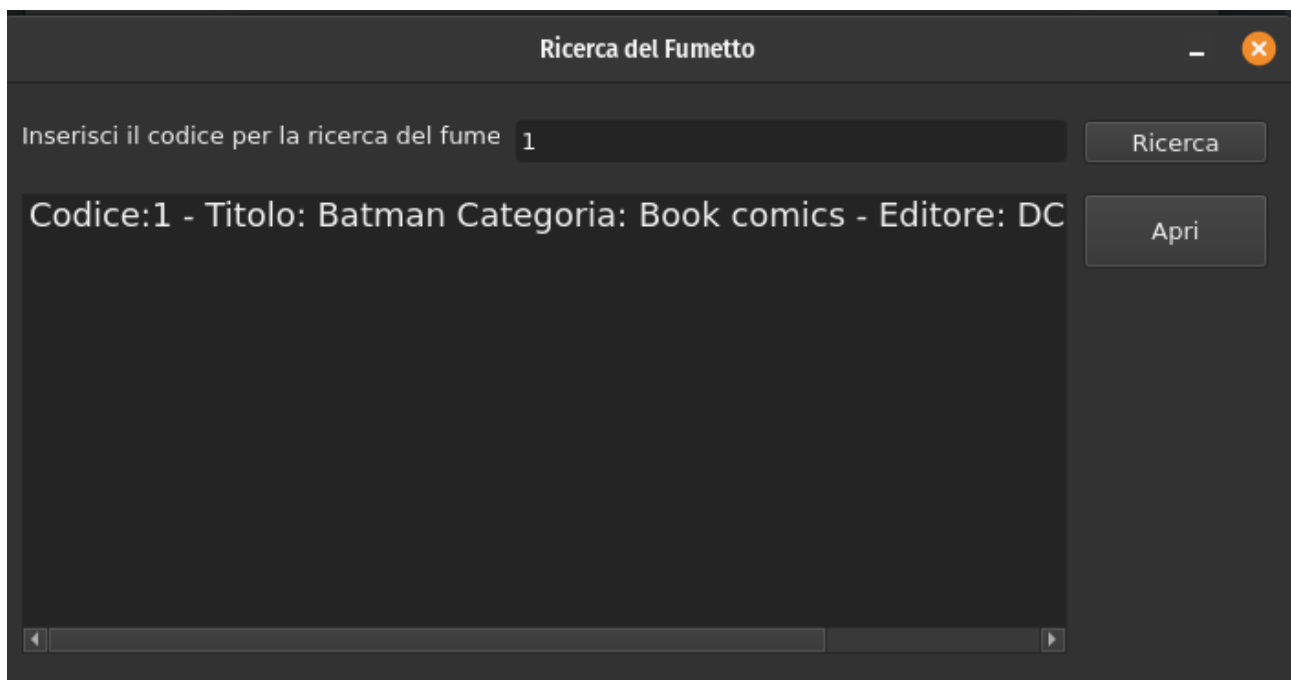 Ricerca del Fumetto
Inserisci il codice per la ricerca del fume 1 Ricerca
Codice:1 - Titolo: Batman Categoria: Book comics - Editore: DC
Apri